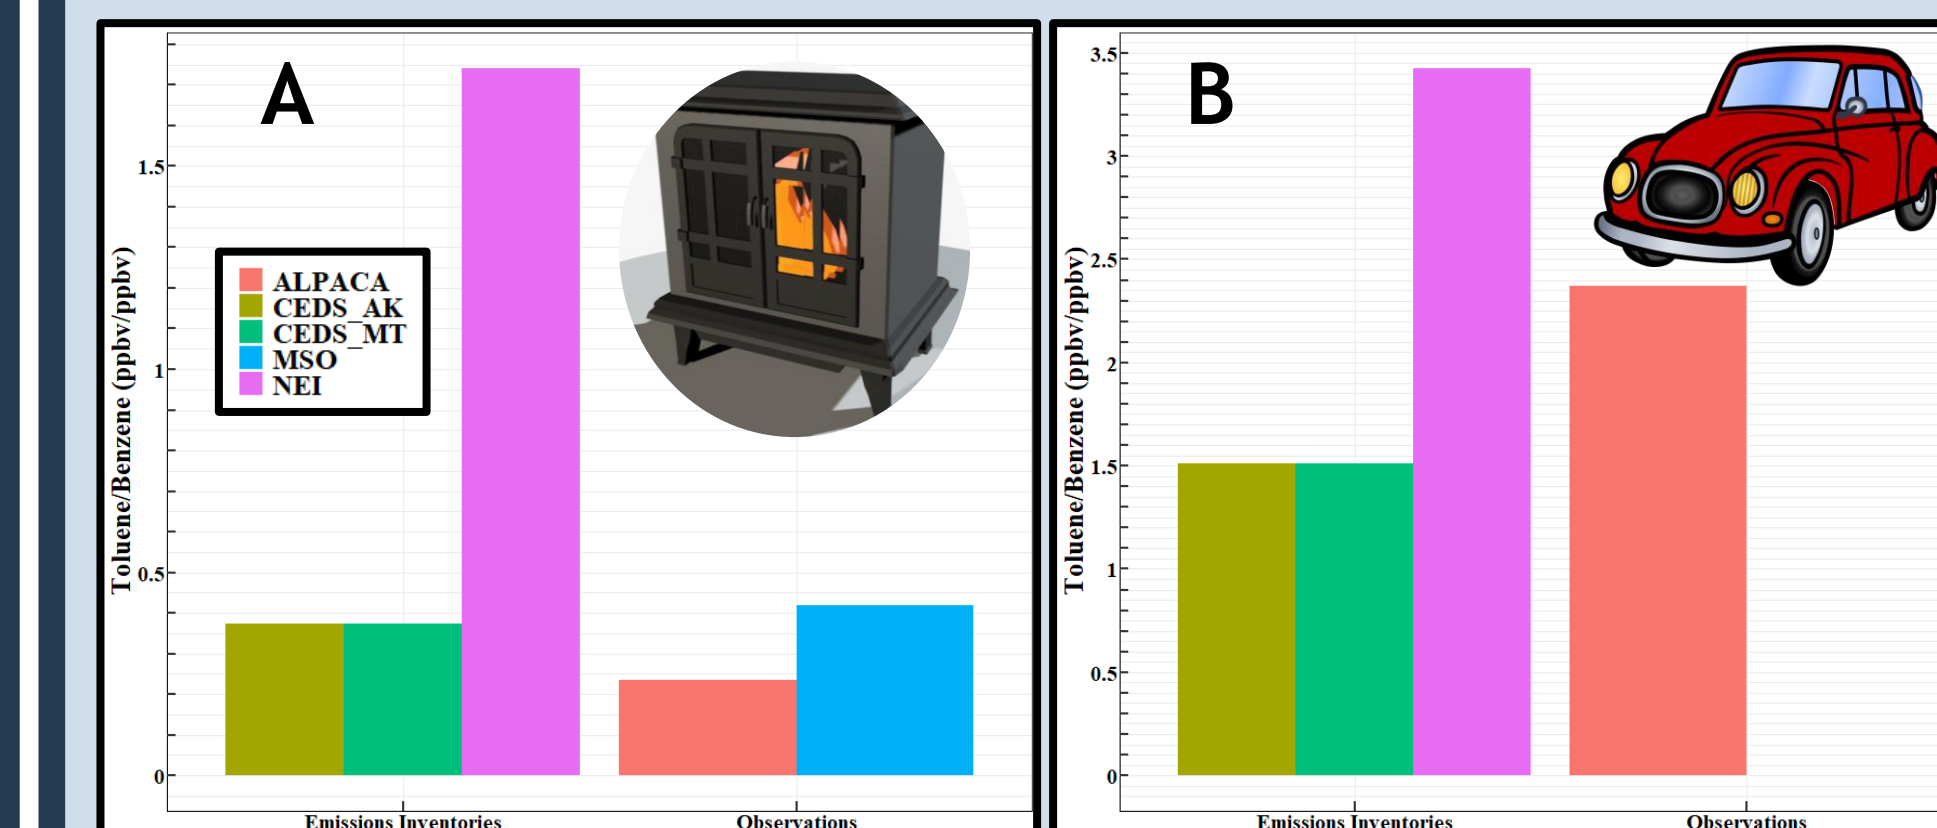 A
Toluene/Benzene (ppbv/ppbv)
1.5
1
0.5
0
ALPACA
CEDS_AK
CEDS_MT
MSO
NEI
Emissions Inventories
Observations
B
Toluene/Benzene (ppbv/ppbv)
3.5
3
2.5
2
1.5
1
0.5
0
Emissions Inventories
Observations